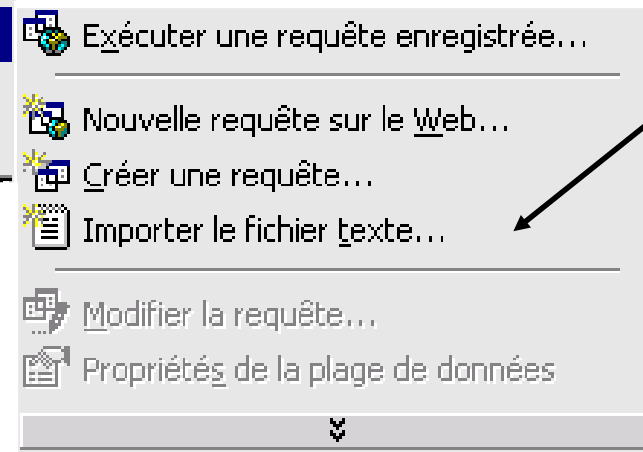 Exécuter une requête enregistrée...
Nouvelle requête sur le Web...
Créer une requête...
Importer le fichier texte...
Modifier la requête...
Propriétés de la plage de données